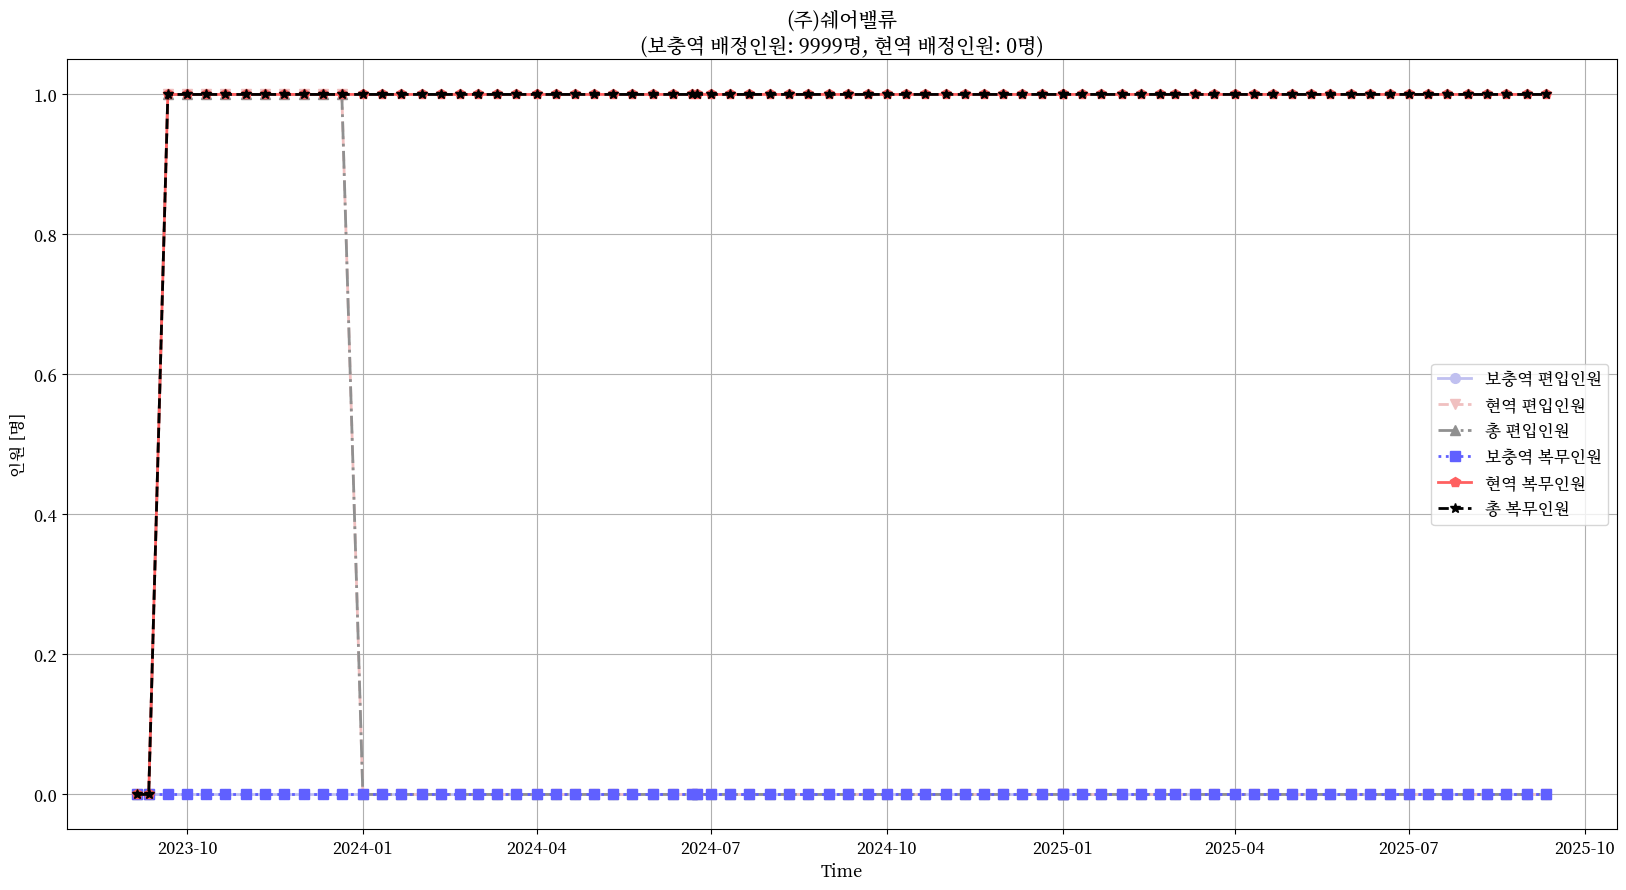 (주)쉐어밸류
(보충역 배정인원: 9999명, 현역 배정인원: 0명)
1.0
0.8
0.6
0.4
0.2
0.0
인원 [명]
보충역 편입인원
현역 편입인원
총 편입인원
보충역 복무인원
현역 복무인원
총 복무인원
2023-10
2024-01
2024-04
2024-07
2024-10
2025-01
2025-04
2025-07
2025-10
Time